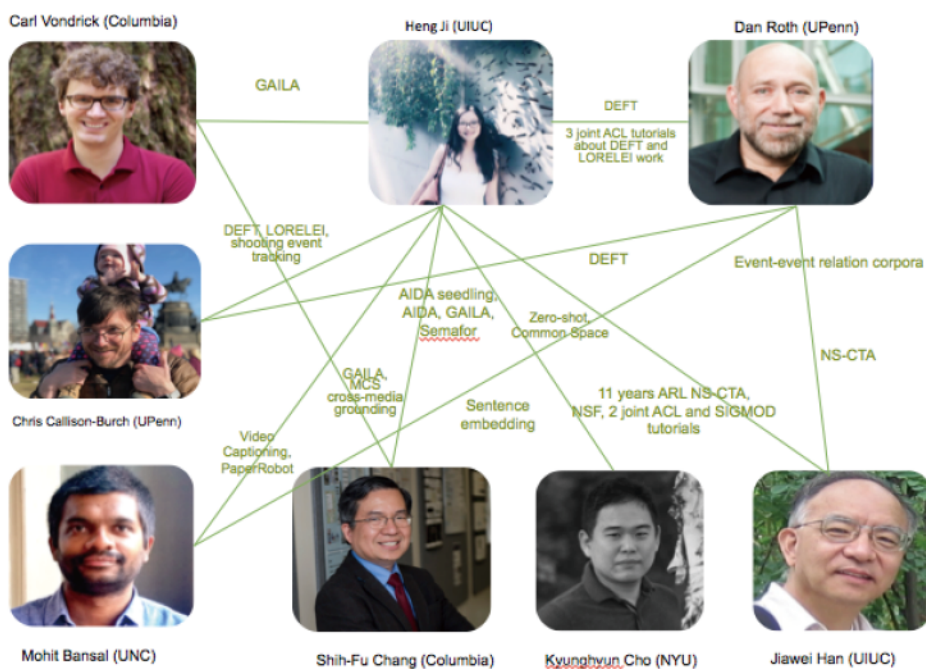 Carl Vondrick (Columbia)
Heng Ji (UIUC)
Dan Roth (UPenn)
GAILA
DEFT
3 joint ACL tutorials
about DEFT and
LORELEI work
DEFT, LORELEI,
shooting event
tracking
DEFT
Event-event relation corpora
AIDA seedling,
AIDA, GAILA,
Semafor
Zero-shot,
Common Space
NS-CTA
GAILA,
MCS
cross-media
grounding
11 years ARL NS-CTA,
NSF, 2 joint ACL and SIGMOD
tutorials
Sentence
embedding
Chris Callison-Burch (UPenn)
Video
Captioning,
PaperRobot
Mohit Bansal (UNC)
Shih-Fu Chang (Columbia)
Kyunghyun Cho (NYU)
Jiawei Han (UIUC)